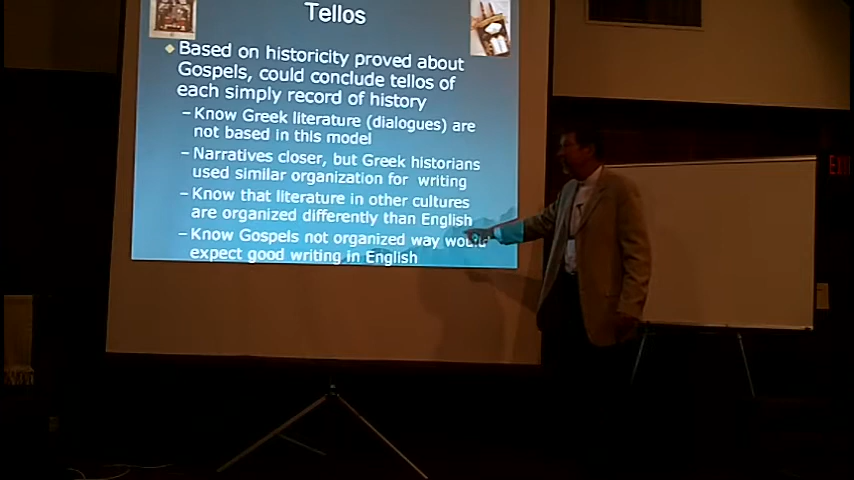 Tellos
Based on historicity proved about
Gospels, could conclude tellos of
each simply record of history
– Know Greek literature (dialogues) are
not based in this model
– Narratives closer, but Greek historians
used similar organization for writing
– Know that literature in other cultures
are organized differently than English
– Know Gospels not organized way would
expect good writing in English
Exit